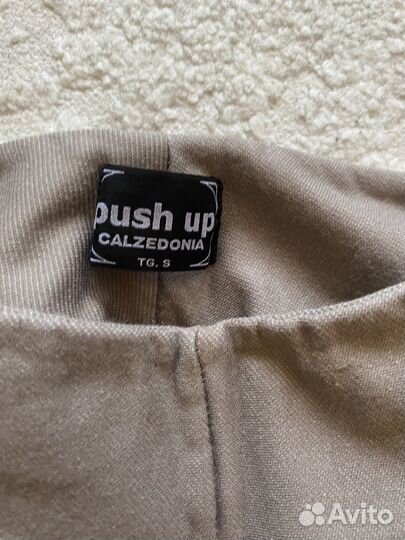 push up
CALZEDONIA
TG. S
Avito